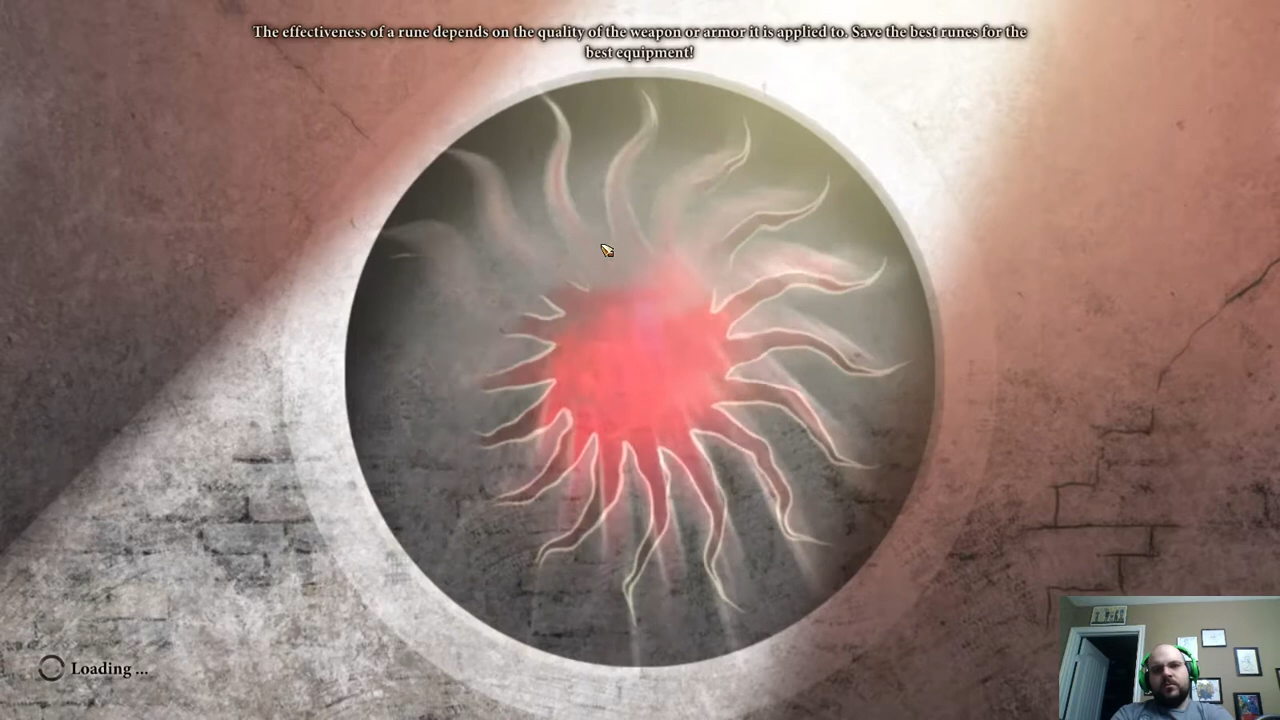 The effectiveness of a rune depends on the quality of the weapon or armor it is applied to. Save the best runes for the
best equipment!
Loading ...